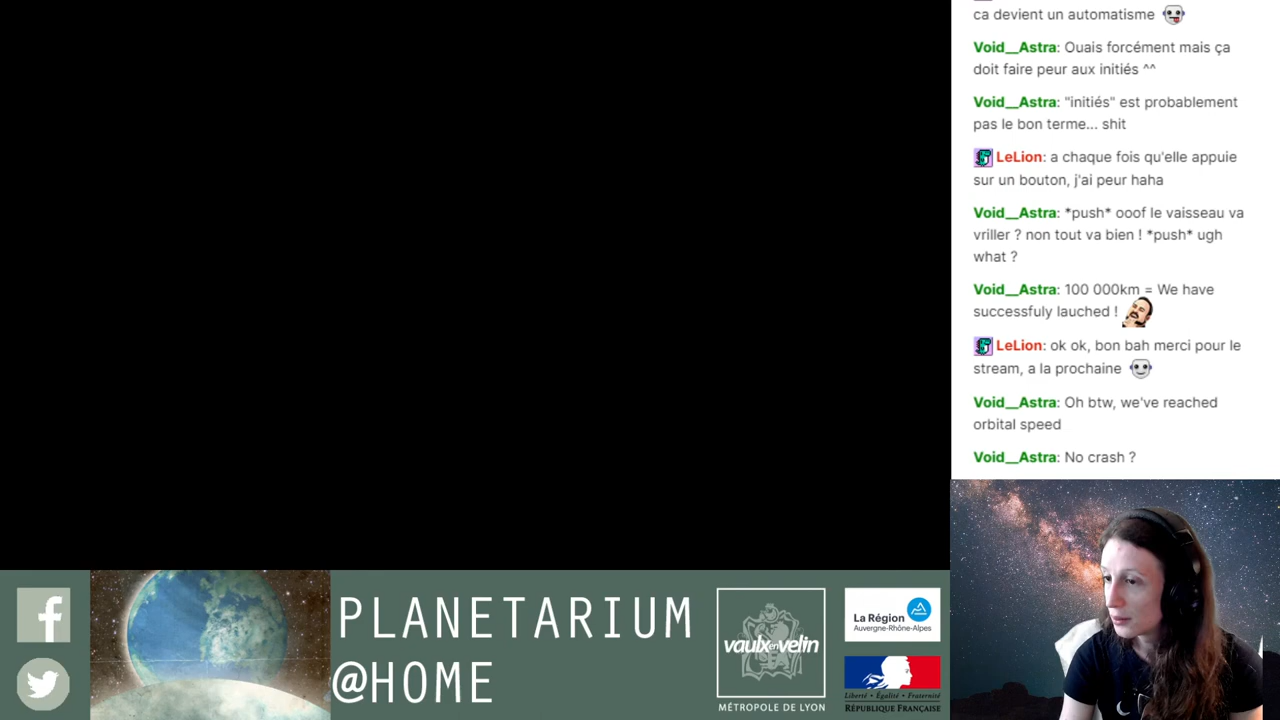 ca devient un automatisme
Void__Astra: Ouais forcément mais ça
doit faire peur aux initiés ^^
Void__Astra: "initiés" est probablement
pas le bon terme... shit
LeLion: a chaque fois qu'elle appuie
sur un bouton, j'ai peur haha
Void__Astra: *push* ooof le vaisseau va
vriller ? non tout va bien ! *push* ugh
what ?
Void__Astra: 100 000km = We have
successfuly lauched !
LeLion: ok ok, bon bah merci pour le
stream, a la prochaine
Void__Astra: Oh btw, we've reached
orbital speed
Void__Astra: No crash ?
PLANETARIUM
@HOME
vaulx en velin
MÉTROPOLE DE LYON
La Région
Auvergne-Rhône-Alpes
Liberté • Égalité • Fraternité
RÉPUBLIQUE FRANÇAISE